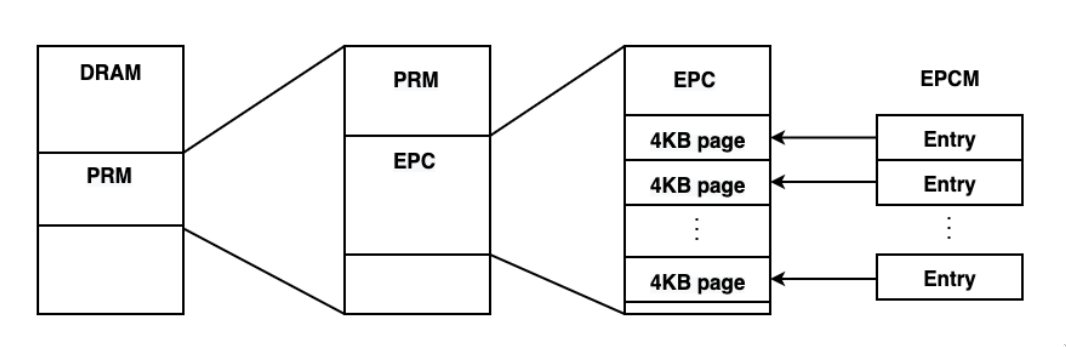 DRAM
PRM
PRM
EPC
EPC
4KB page
4KB page
⋮
4KB page
EPCM
Entry
Entry
⋮
Entry